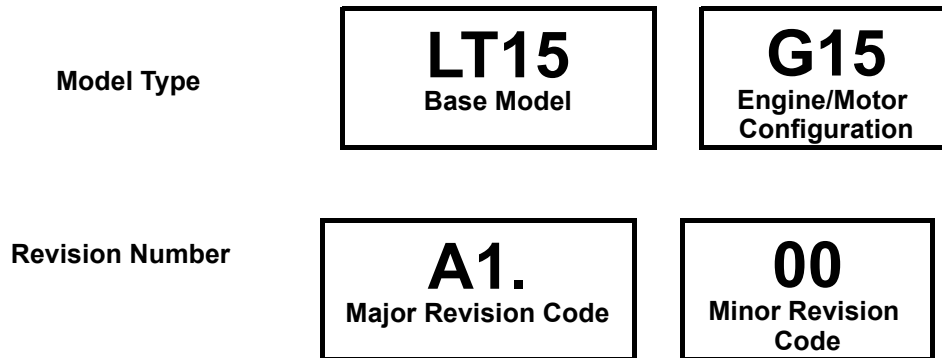 Model Type
LT15
Base Model
G15
Engine/Motor
Configuration
Revision Number
A1.
Major Revision Code
00
Minor Revision
Code